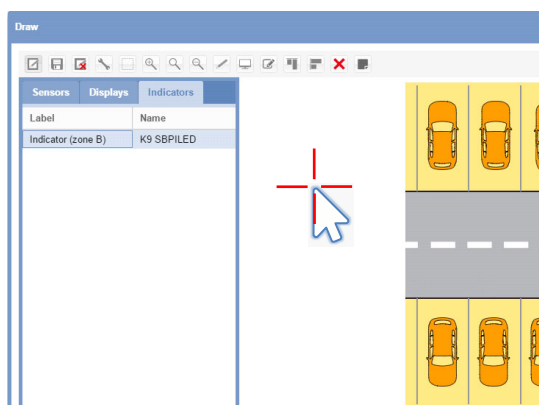 Draw
Sensors Displays Indicators
Label Name
Indicator (zone B) K9 SBPILED